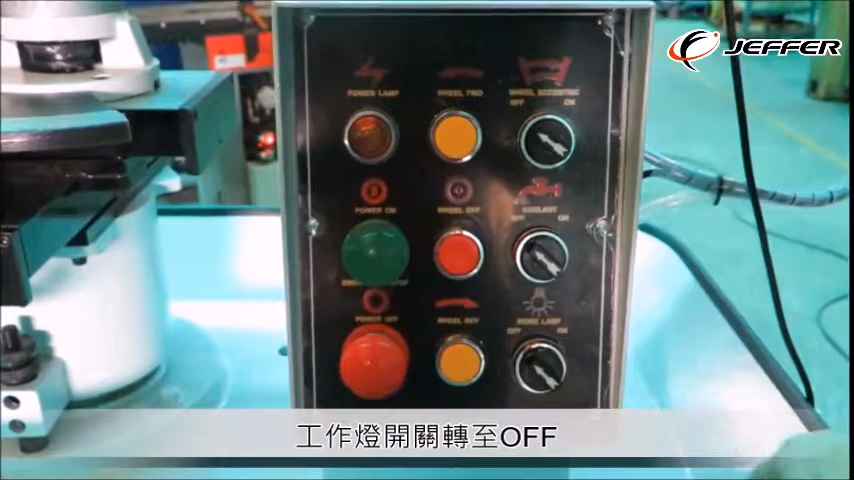 JEFFER
POWER LAMP
WHEEL FWD
WHEEL ECCENTRIC
OFF ON
POWER ON
WHEEL OFF
COOLANT
OFF ON
POWER OFF
WHEEL REV
WORK LAMP
OFF ON
工作燈開關轉至OFF